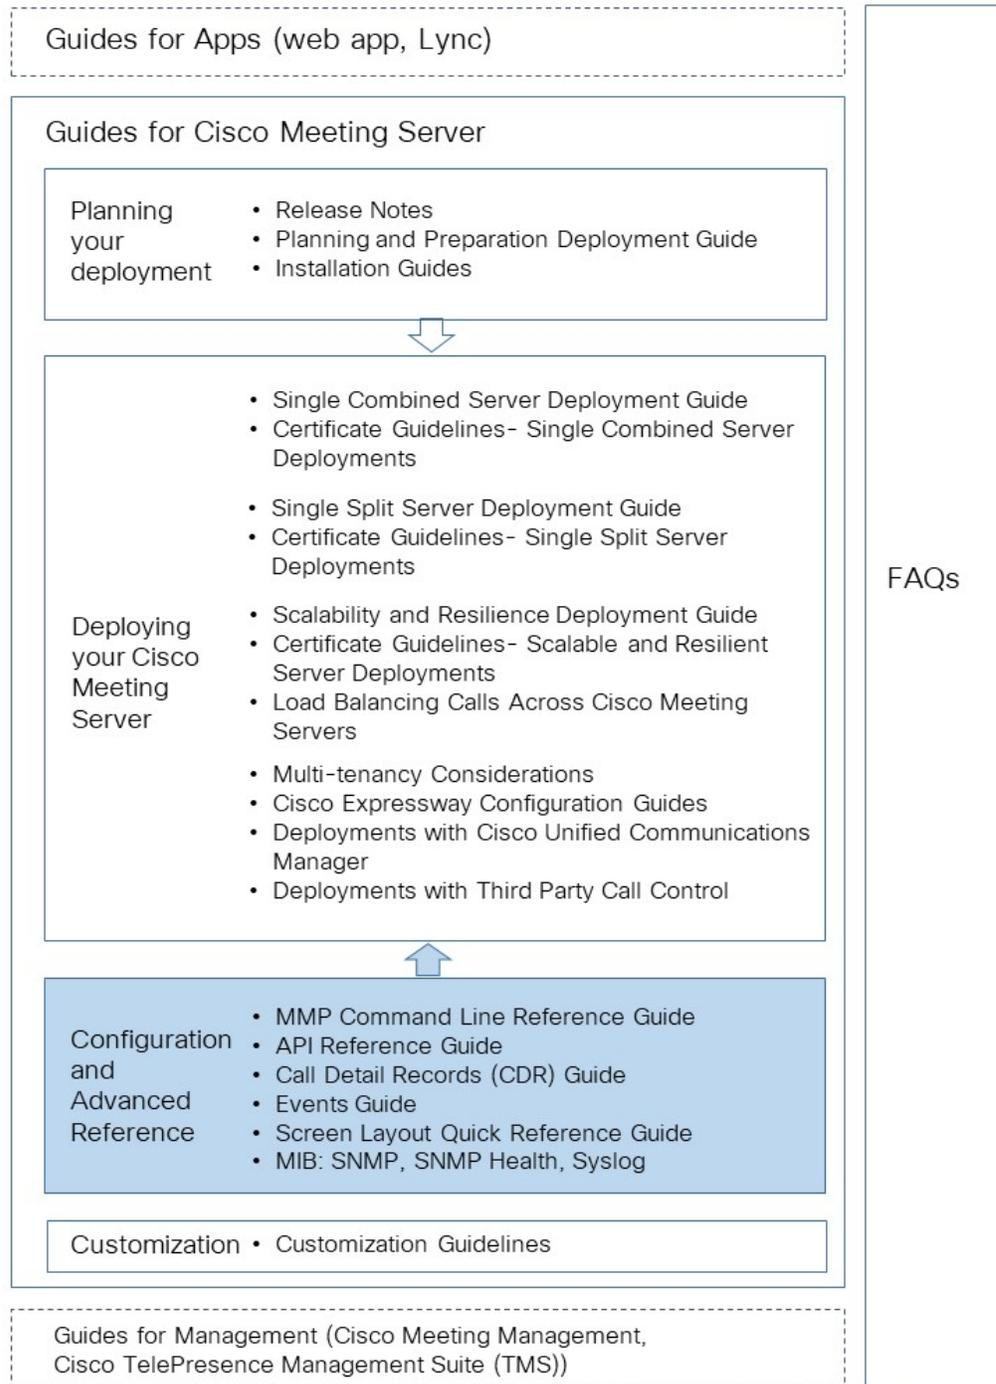 Guides for Apps (web app, Lync)
Guides for Cisco Meeting Server
Planning
your
deployment
• Release Notes
• Planning and Preparation Deployment Guide
• Installation Guides
Deploying
your Cisco
Meeting
Server
• Single Combined Server Deployment Guide
• Certificate Guidelines- Single Combined Server
Deployments
• Single Split Server Deployment Guide
• Certificate Guidelines- Single Split Server
Deployments
• Scalability and Resilience Deployment Guide
• Certificate Guidelines- Scalable and Resilient
Server Deployments
• Load Balancing Calls Across Cisco Meeting
Servers
• Multi-tenancy Considerations
• Cisco Expressway Configuration Guides
• Deployments with Cisco Unified Communications
Manager
• Deployments with Third Party Call Control
Configuration
and
Advanced
Reference
• MMP Command Line Reference Guide
• API Reference Guide
• Call Detail Records (CDR) Guide
• Events Guide
• Screen Layout Quick Reference Guide
• MIB: SNMP, SNMP Health, Syslog
Customization • Customization Guidelines
Guides for Management (Cisco Meeting Management,
Cisco TelePresence Management Suite (TMS))
FAQs